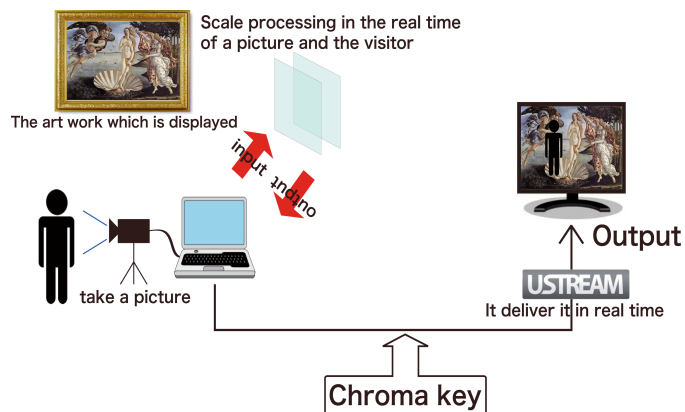 Scale processing in the real time
of a picture and the visitor
The art work which is displayed
input
output
take a picture
Output
USTREAM
It deliver it in real time
Chroma key